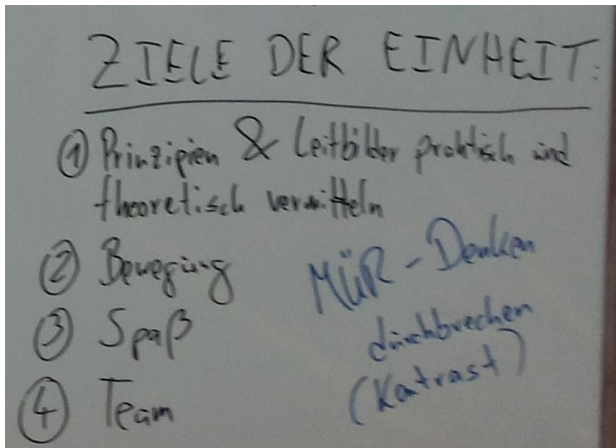 ZIELE DER EINHEIT:
① Prinzipien & Leitbilder praktisch und
theoretisch vermitteln
② Bewegung
③ Spaß
④ Team
MÜR-Denken
durchbrechen
(Kontrast)